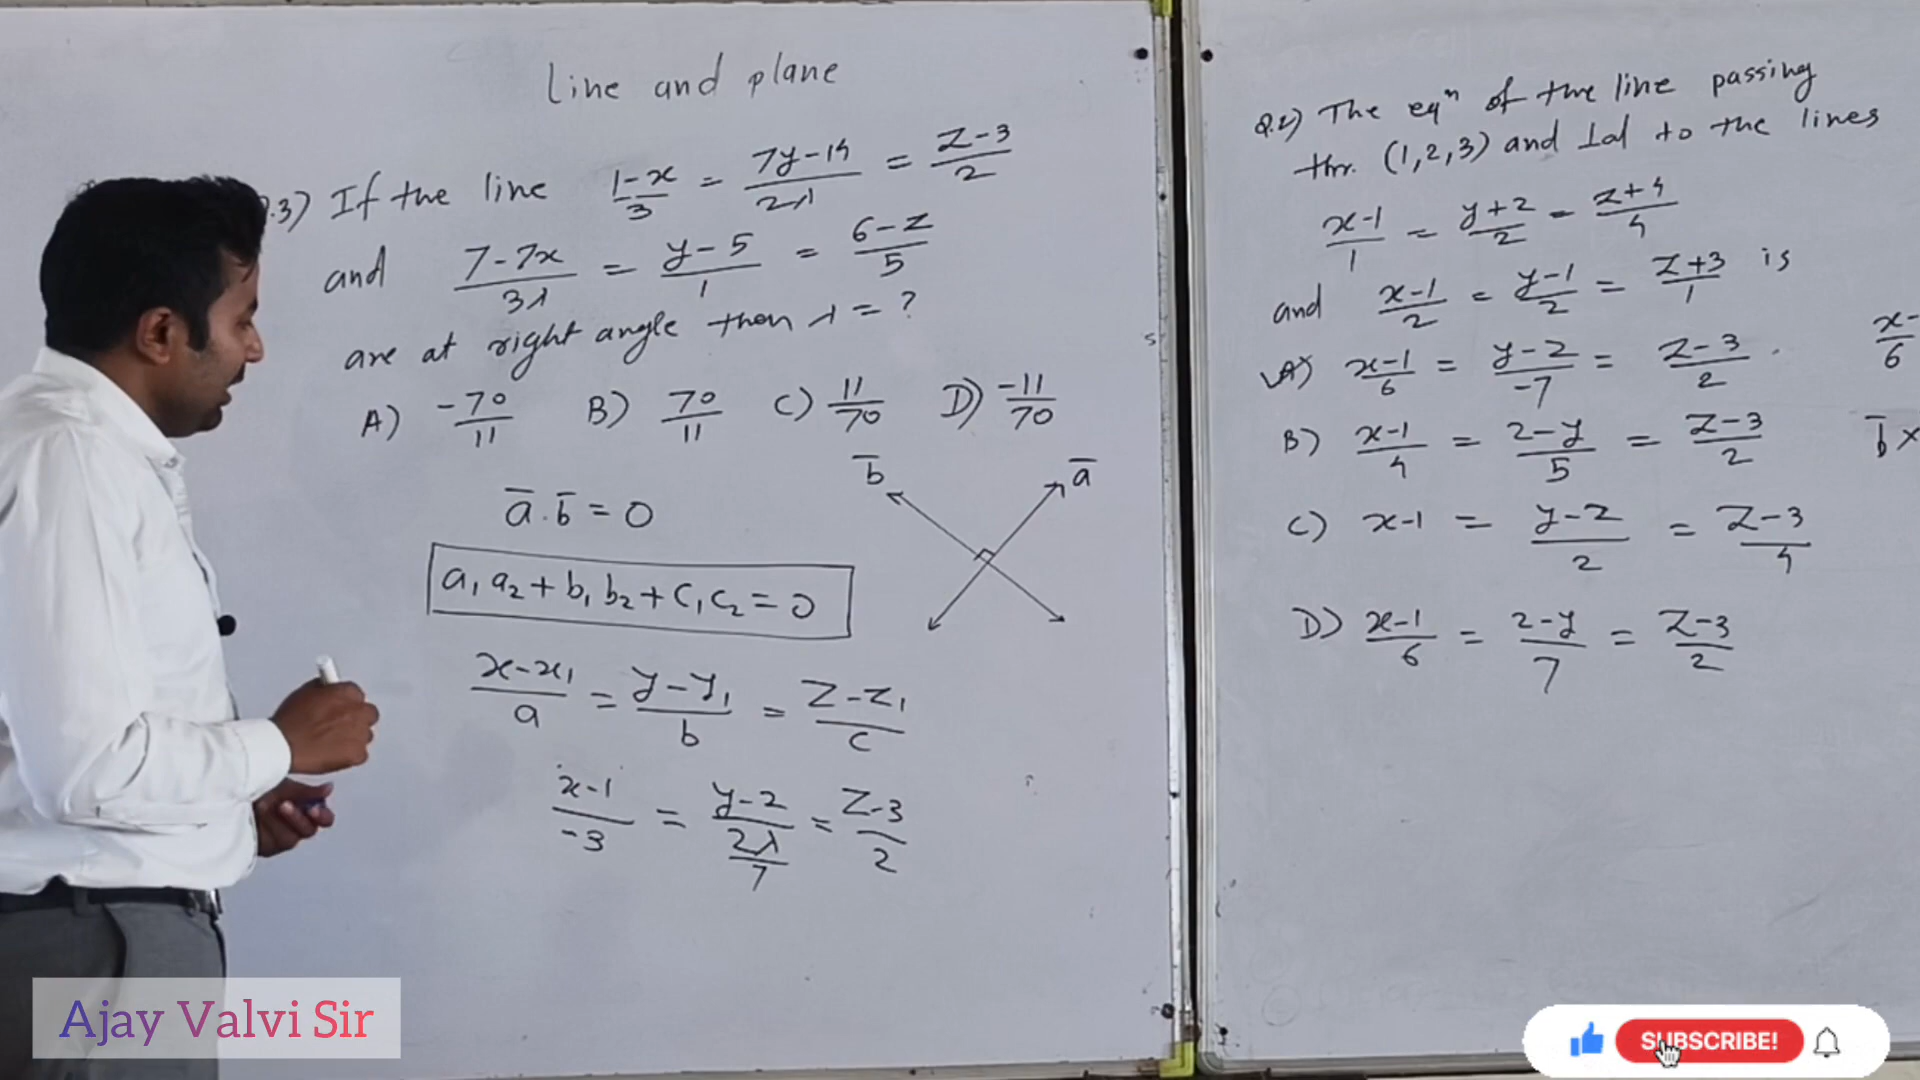 Line and plane
.3) If the line 1-x/3 = 7y-14/2λ = z-3/2
and 7-7x/3λ = y-5/1 = 6-z/5
are at right angle then λ = ?
A) -70/11 B) 70/11 C) 11/70 D) -11/70
b̄ ā
ā.b̄ = 0
a₁a₂ + b₁b₂ + c₁c₂ = 0
x-x₁/a = y-y₁/b = z-z₁/c
x-1/-3 = y-2/(2λ/7) = z-3/2
Q.2) The eqⁿ of the line passing
thr. (1,2,3) and ⊥al to the lines
x-1/1 = y+2/2 = z+4/4
and x-1/2 = y-1/2 = z+3/1 is
A) x-1/6 = y-2/-7 = z-3/2
B) x-1/4 = 2-y/5 = z-3/2
C) x-1 = y-2/2 = z-3/4
D) x-1/6 = 2-y/7 = z-3/2
x-/6
b̄×
Ajay Valvi Sir
SUBSCRIBE!